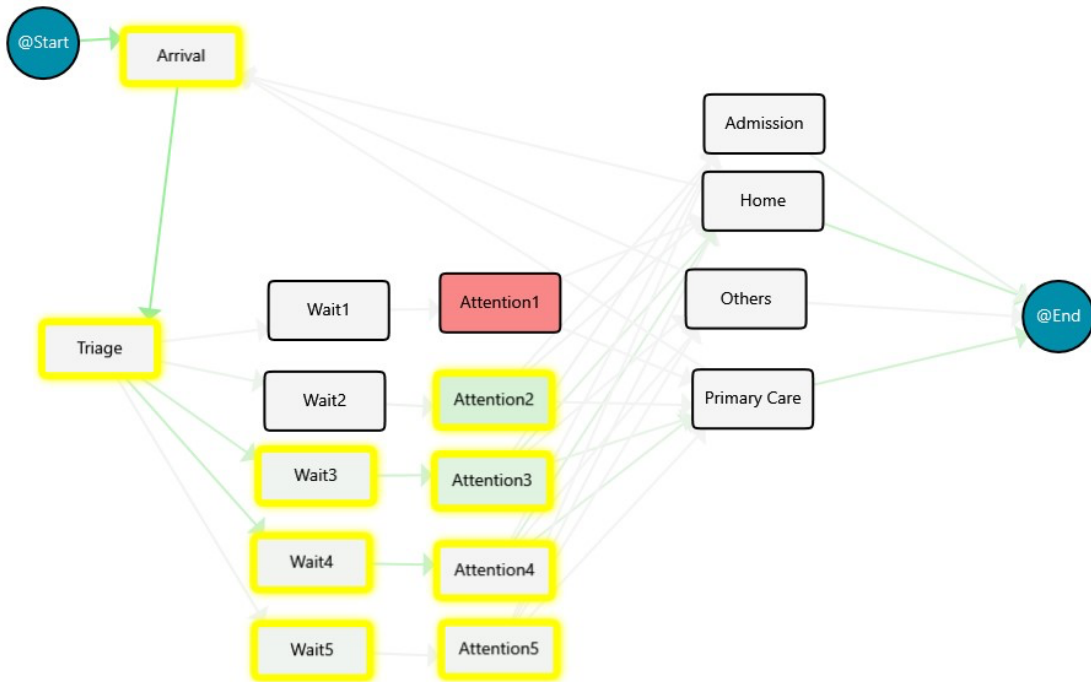 @Start
Arrival
Admission
Home
Wait1
Attention1
Others
@End
Triage
Wait2
Attention2
Primary Care
Wait3
Attention3
Wait4
Attention4
Wait5
Attention5